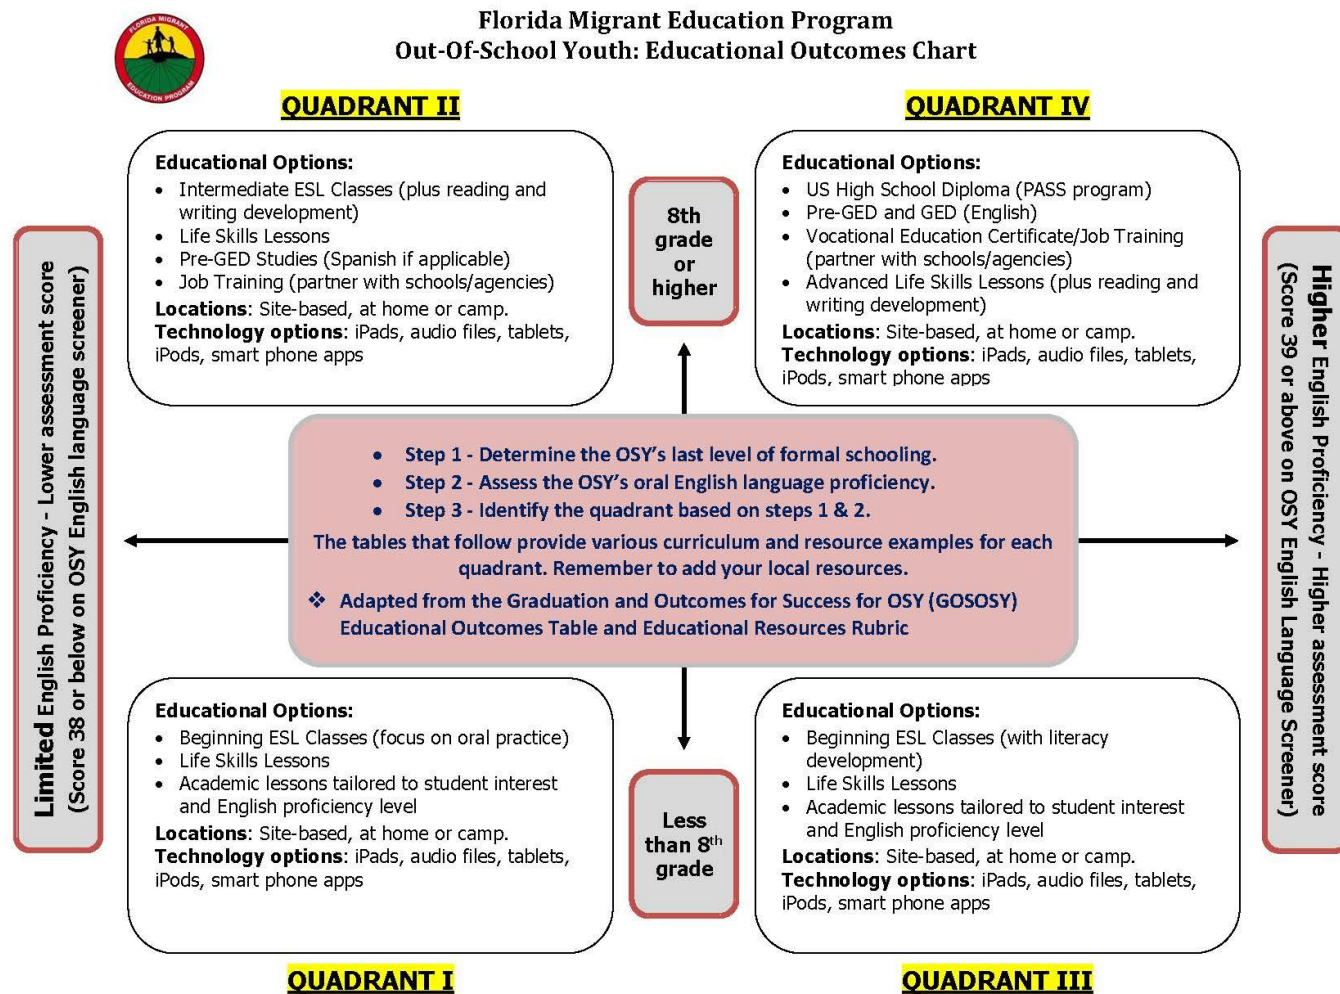 Florida Migrant Education Program
Out-Of-School Youth: Educational Outcomes Chart
FLORIDA MIGRANT
EDUCATION PROGRAM
QUADRANT II
Educational Options:
• Intermediate ESL Classes (plus reading and
writing development)
• Life Skills Lessons
• Pre-GED Studies (Spanish if applicable)
• Job Training (partner with schools/agencies)
Locations: Site-based, at home or camp.
Technology options: iPads, audio files, tablets,
iPods, smart phone apps
8th
grade
or
higher
QUADRANT IV
Educational Options:
• US High School Diploma (PASS program)
• Pre-GED and GED (English)
• Vocational Education Certificate/Job Training
(partner with schools/agencies)
• Advanced Life Skills Lessons (plus reading and
writing development)
Locations: Site-based, at home or camp.
Technology options: iPads, audio files, tablets,
iPods, smart phone apps
Limited English Proficiency - Lower assessment score
(Score 38 or below on OSY English language screener)
• Step 1 - Determine the OSY's last level of formal schooling.
• Step 2 - Assess the OSY's oral English language proficiency.
• Step 3 - Identify the quadrant based on steps 1 & 2.
The tables that follow provide various curriculum and resource examples for each
quadrant. Remember to add your local resources.
❖ Adapted from the Graduation and Outcomes for Success for OSY (GOSOSY)
Educational Outcomes Table and Educational Resources Rubric
Higher English Proficiency - Higher assessment score
(Score 39 or above on OSY English Language Screener)
Educational Options:
• Beginning ESL Classes (focus on oral practice)
• Life Skills Lessons
• Academic lessons tailored to student interest
and English proficiency level
Locations: Site-based, at home or camp.
Technology options: iPads, audio files, tablets,
iPods, smart phone apps
QUADRANT I
Less
than 8th
grade
Educational Options:
• Beginning ESL Classes (with literacy
development)
• Life Skills Lessons
• Academic lessons tailored to student interest
and English proficiency level
Locations: Site-based, at home or camp.
Technology options: iPads, audio files, tablets,
iPods, smart phone apps
QUADRANT III